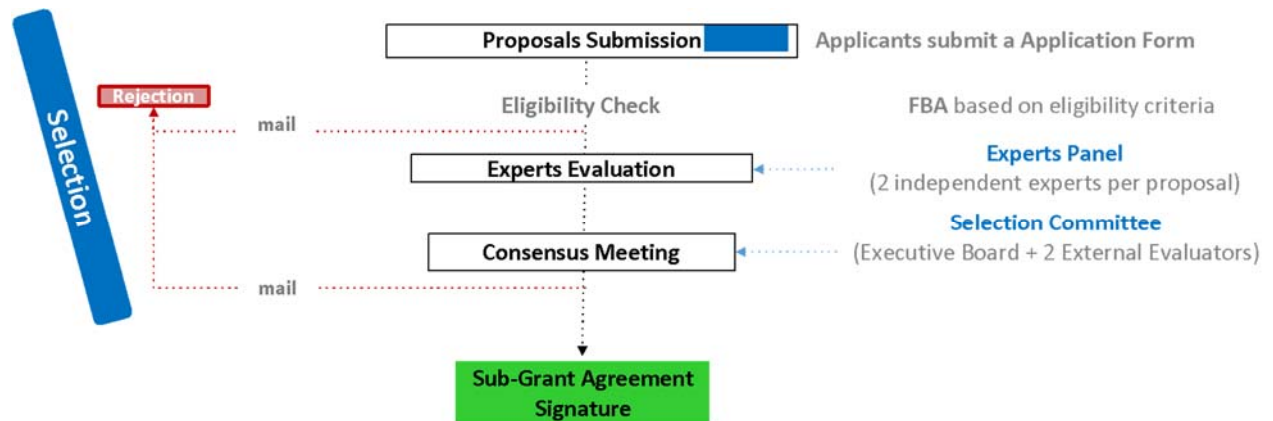 Selection
Proposals Submission
Applicants submit a Application Form
Rejection
Eligibility Check
FBA based on eligibility criteria
mail
Experts Evaluation
Experts Panel
(2 independent experts per proposal)
Selection Committee
Consensus Meeting
(Executive Board + 2 External Evaluators)
mail
Sub-Grant Agreement
Signature